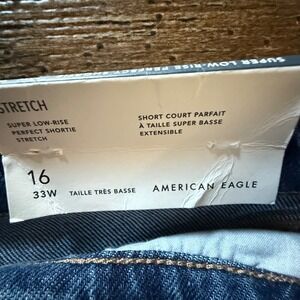 SUPER LOW-RISE PERFECT
STRETCH
SUPER LOW-RISE
PERFECT SHORTIE
STRETCH
SHORT COURT PARFAIT
À TAILLE SUPER BASSE
EXTENSIBLE
16
33W
TAILLE TRÈS BASSE
AMERICAN EAGLE